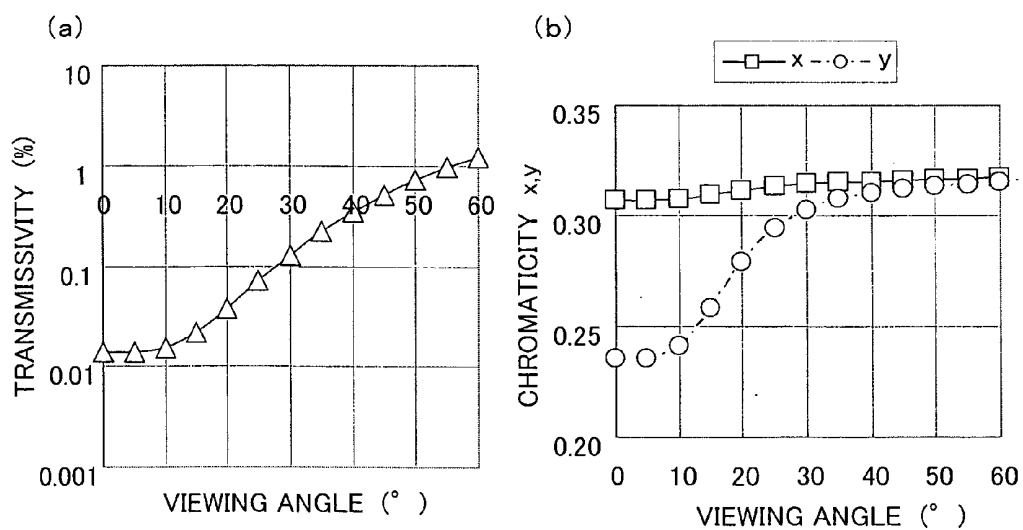 (a)
10
1
0.1
0.01
0.001
0 10 20 30 40 50 60
TRANSMISSIVITY (%)
VIEWING ANGLE (° )
(b)
x y
0.35
0.30
0.25
0.20
0 10 20 30 40 50 60
CHROMATICITY x,y
VIEWING ANGLE (° )